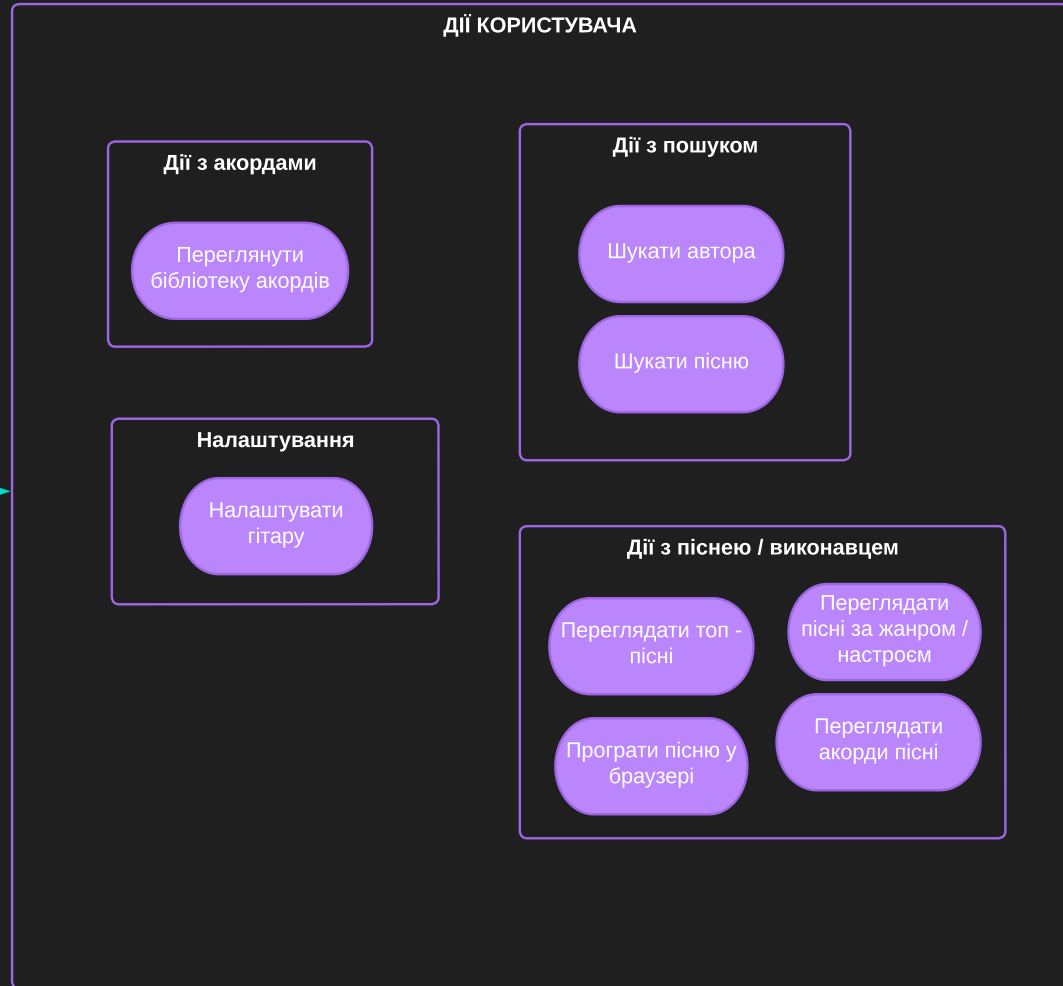 ДІЇ КОРИСТУВАЧА
Дії з акордами
Переглянути
бібліотеку акордів
Налаштування
Налаштувати
гітару
Дії з пошуком
Шукати автора
Шукати пісню
Дії з піснею / виконавцем
Переглядати топ -
пісні
Переглядати
пісні за жанром /
настроєм
Програти пісню у
браузері
Переглядати
акорди пісні